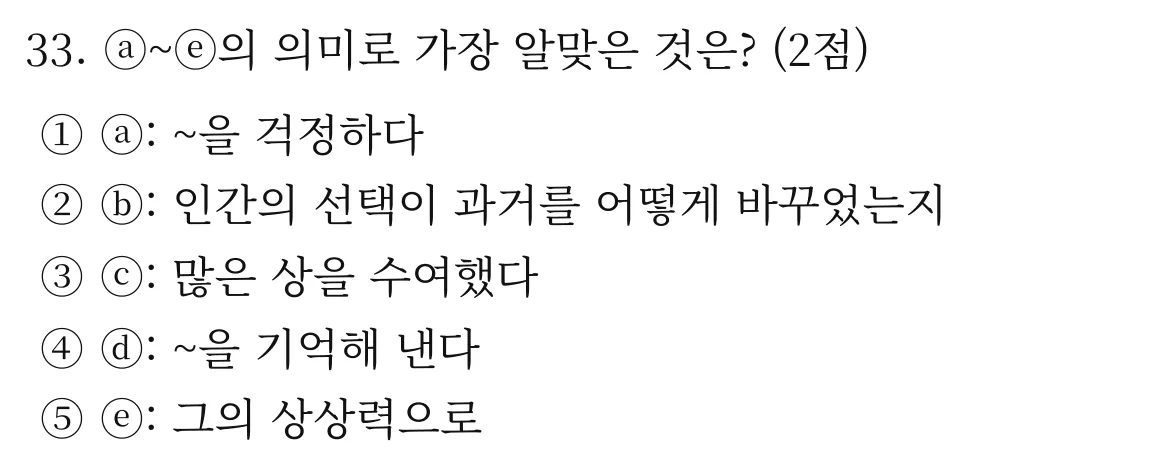 33. ⓐ~ⓔ의 의미로 가장 알맞은 것은? (2점)
① ⓐ: ~을 걱정하다
② ⓑ: 인간의 선택이 과거를 어떻게 바꾸었는지
③ ⓒ: 많은 상을 수여했다
④ ⓓ: ~을 기억해 낸다
⑤ ⓔ: 그의 상상력으로